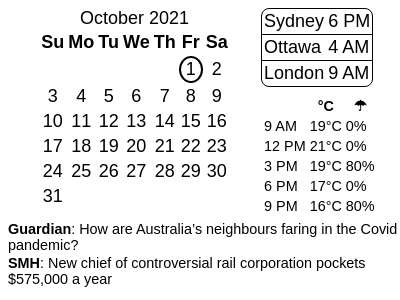 October 2021
Su Mo Tu We Th Fr Sa
1 2
3 4 5 6 7 8 9
10 11 12 13 14 15 16
17 18 19 20 21 22 23
24 25 26 27 28 29 30
31
Sydney 6 PM
Ottawa 4 AM
London 9 AM
°C ☂
9 AM 19°C 0%
12 PM 21°C 0%
3 PM 19°C 80%
6 PM 17°C 0%
9 PM 16°C 80%
Guardian: How are Australia’s neighbours faring in the Covid
pandemic?
SMH: New chief of controversial rail corporation pockets
$575,000 a year